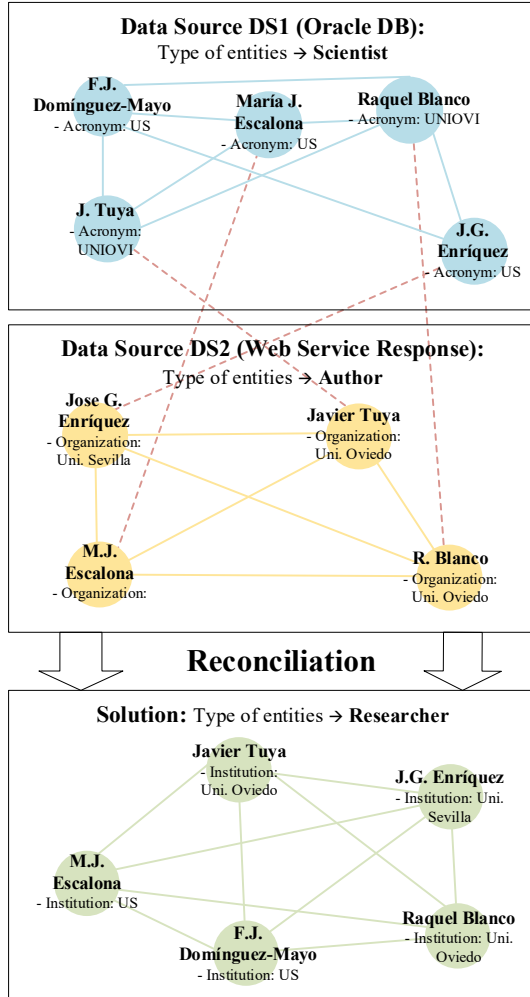 Data Source DS1 (Oracle DB):
Type of entities → Scientist
F.J.
Domínguez-Mayo
- Acronym: US
María J.
Escalona
- Acronym: US
Raquel Blanco
- Acronym: UNIOVI
J. Tuya
- Acronym:
UNIOVI
J.G.
Enríquez
- Acronym: US
Data Source DS2 (Web Service Response):
Type of entities → Author
Jose G.
Enríquez
- Organization:
Uni. Sevilla
Javier Tuya
- Organization:
Uni. Oviedo
M.J.
Escalona
- Organization:
R. Blanco
- Organization:
Uni. Oviedo
Reconciliation
Solution: Type of entities → Researcher
Javier Tuya
- Institution:
Uni. Oviedo
J.G. Enríquez
- Institution: Uni.
Sevilla
M.J.
Escalona
- Institution: US
F.J.
Domínguez-Mayo
- Institution: US
Raquel Blanco
- Institution: Uni.
Oviedo